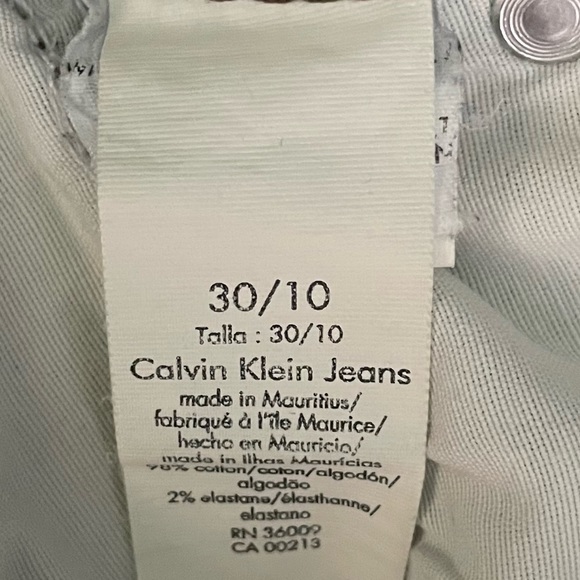 30/10
Talla : 30/10
Calvin Klein Jeans
made in Mauritius/
fabriqué à l'île Maurice/
hecho en Mauricio/
made in Ilhas Maurícias
98% cotton/coton/algodón/
algodão
2% elastane/élasthanne/
elastano
RN 36009
CA 00213